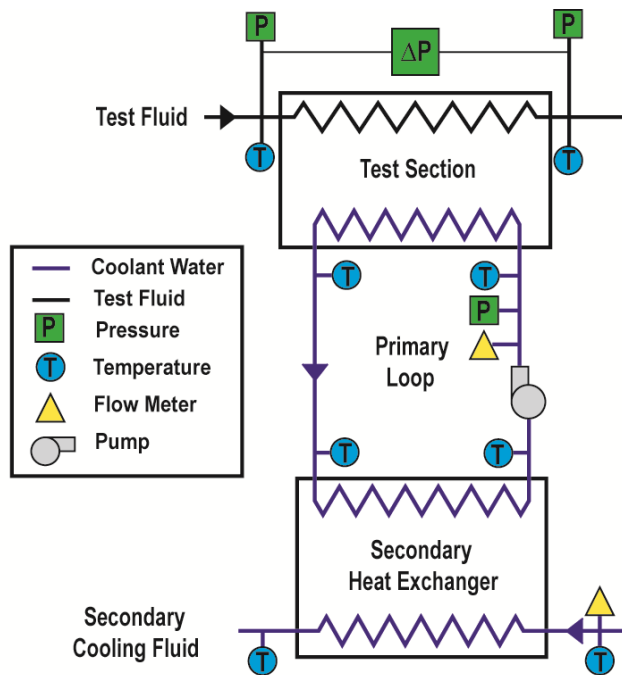 P
P
ΔP
Test Fluid
T
T
Test Section
Coolant Water
Test Fluid
P Pressure
T Temperature
Flow Meter
Pump
T
T
P
Primary
Loop
T
T
Secondary
Heat Exchanger
Secondary
Cooling Fluid
T
T